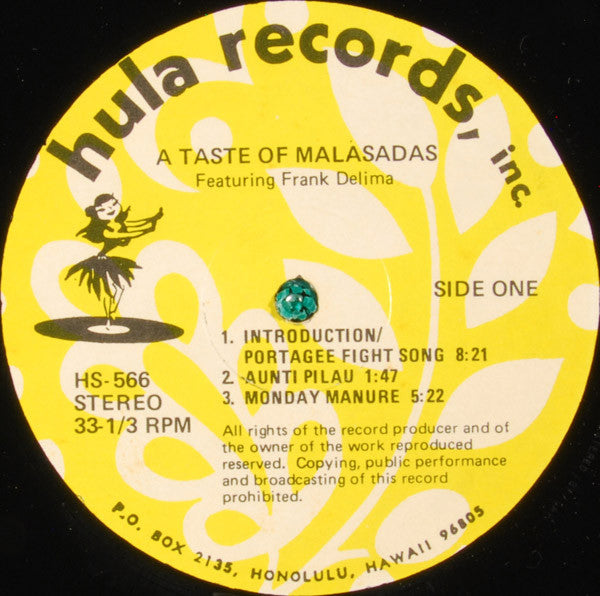 hula records, inc.
A TASTE OF MALASADAS
Featuring Frank Delima
SIDE ONE
1. INTRODUCTION/
PORTAGEE FIGHT SONG 8:21
2. AUNTI PILAU 1:47
3. MONDAY MANURE 5:22
HS-566
STEREO
33-1/3 RPM
All rights of the record producer and of
the owner of the work reproduced
reserved. Copying, public performance
and broadcasting of this record
prohibited.
P.O. BOX 2135, HONOLULU, HAWAII 96805